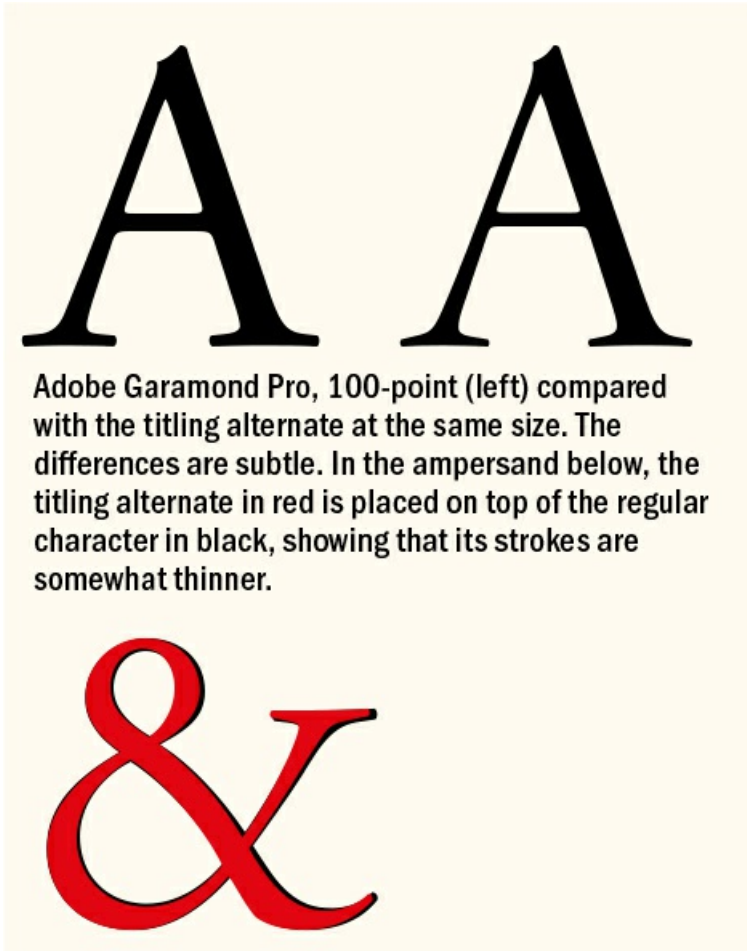 A A
Adobe Garamond Pro, 100-point (left) compared
with the titling alternate at the same size. The
differences are subtle. In the ampersand below, the
titling alternate in red is placed on top of the regular
character in black, showing that its strokes are
somewhat thinner.
&